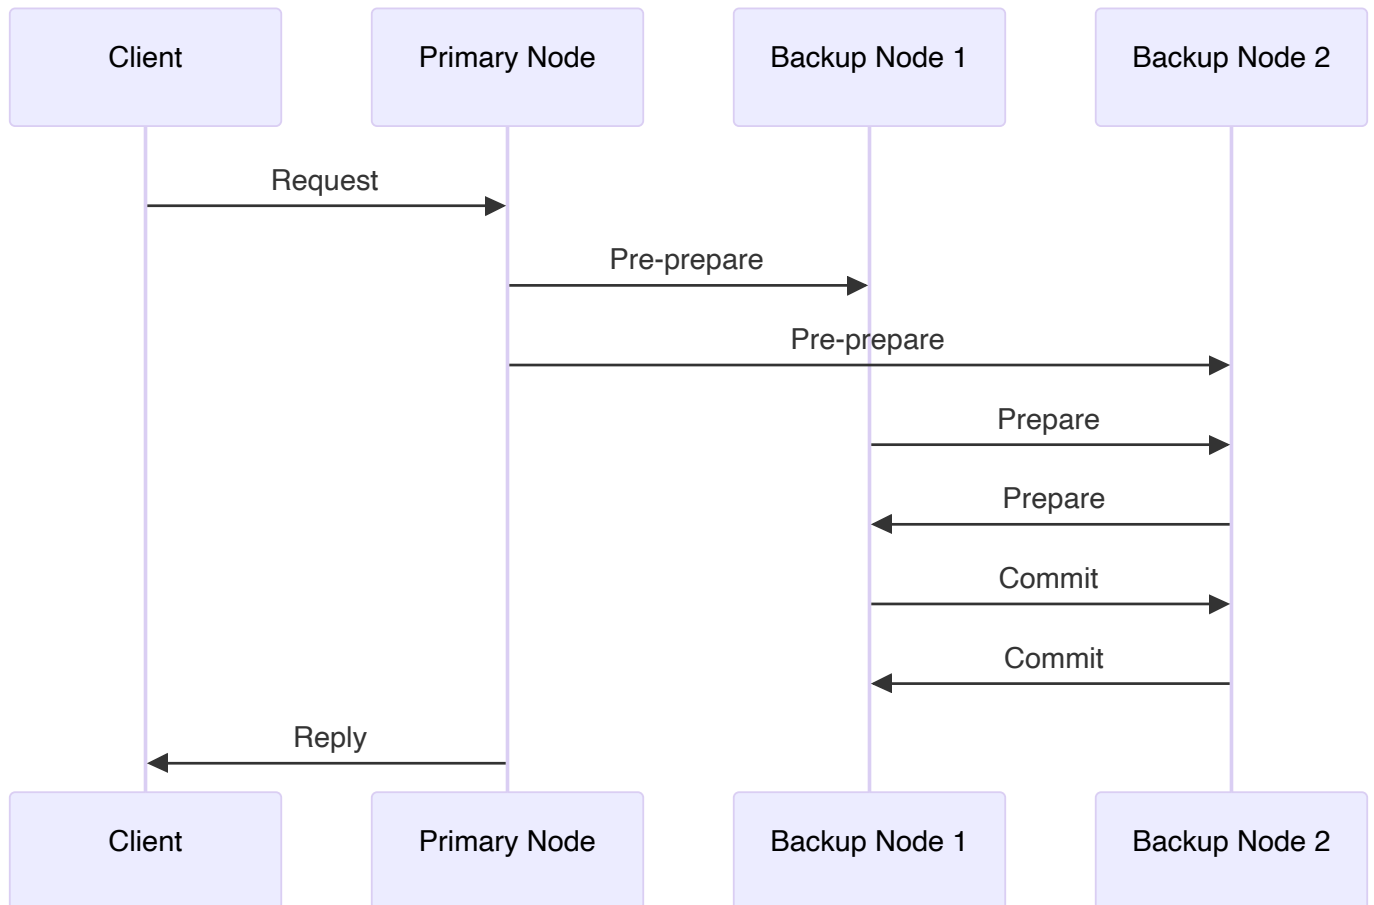 Client
Primary Node
Backup Node 1
Backup Node 2
Request
Pre-prepare
Pre-prepare
Prepare
Prepare
Commit
Commit
Reply
Client
Primary Node
Backup Node 1
Backup Node 2